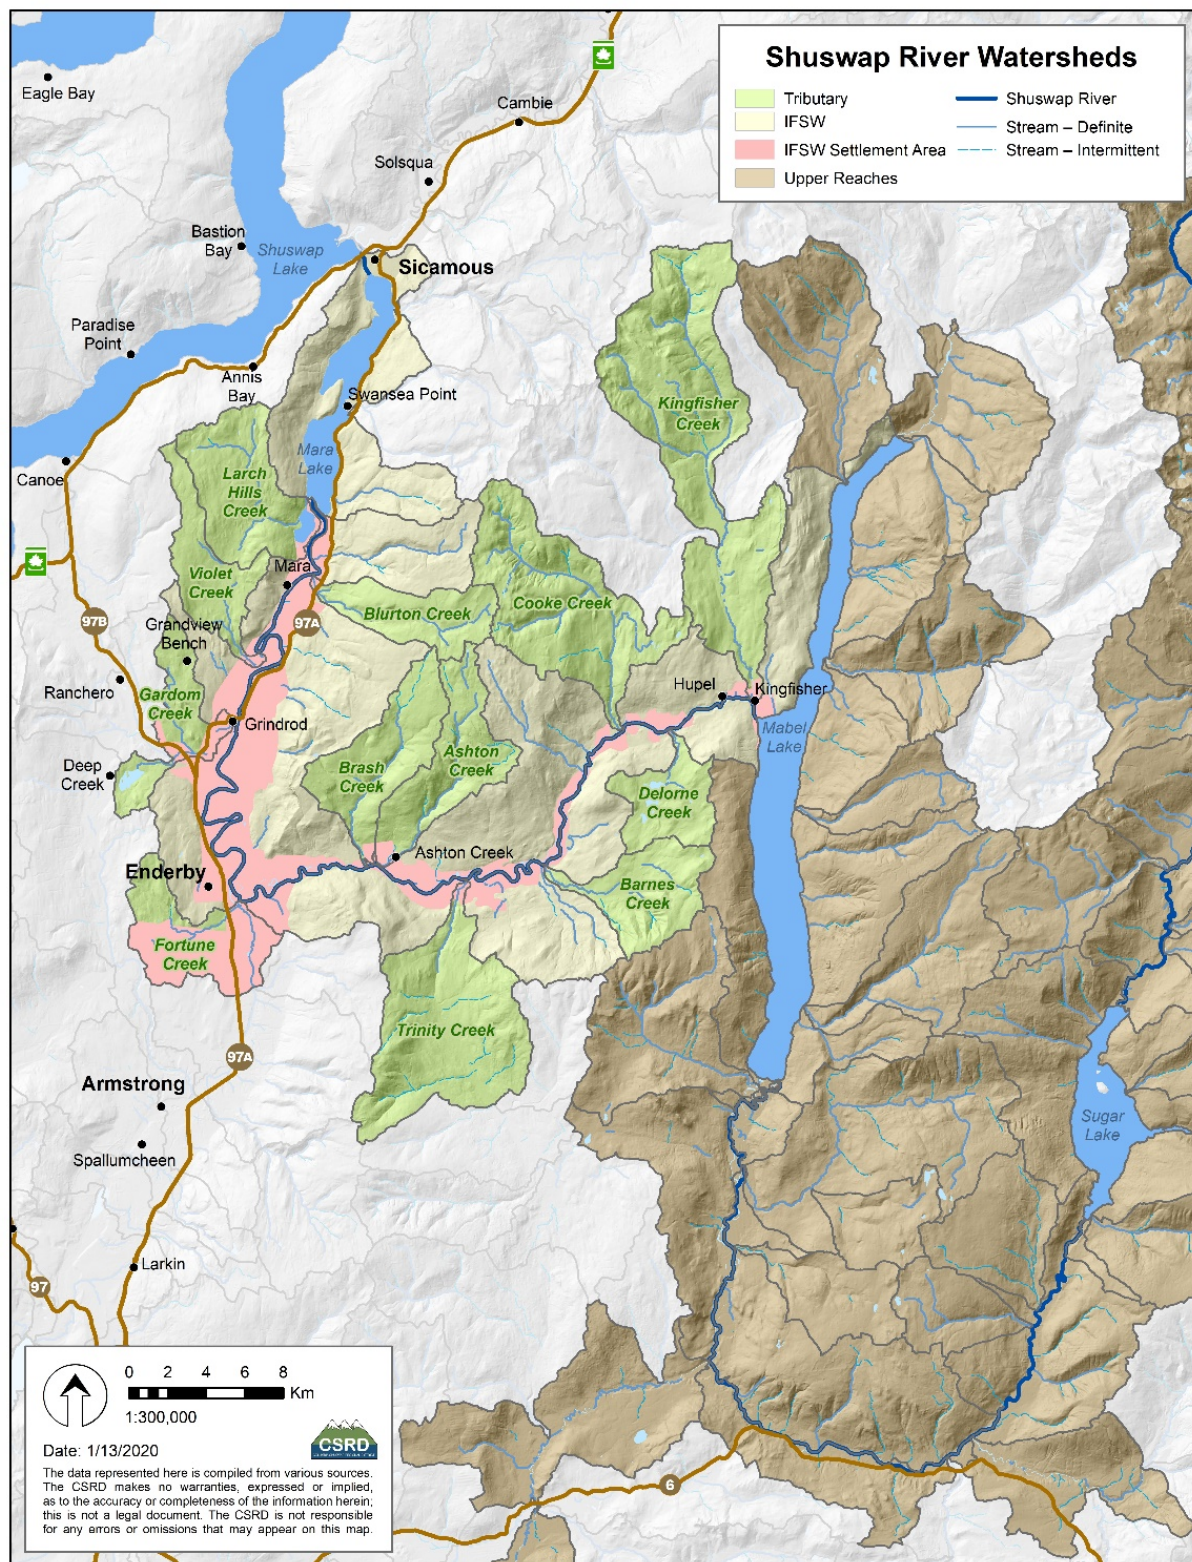 Shuswap River Watersheds
Tributary
IFSW
IFSW Settlement Area
Upper Reaches
Shuswap River
Stream – Definite
Stream – Intermittent
Eagle Bay
Cambie
Solsqua
Bastion
Bay
Shuswap
Lake
Sicamous
Paradise
Point
Annis
Bay
Swansea Point
Kingfisher
Creek
Mara
Lake
Canoe
Larch
Hills
Creek
Violet
Creek
Mara
Blurton Creek
Cooke Creek
97B
97A
Grandview
Bench
Ranchero
Gardom
Creek
Grindrod
Hupel
Kingfisher
Mabel
Lake
Deep
Creek
Brash
Creek
Ashton
Creek
Delorne
Creek
Ashton Creek
Enderby
Barnes
Creek
Fortune
Creek
Trinity Creek
97A
Armstrong
Spallumcheen
Sugar
Lake
Larkin
97
6
0 2 4 6 8
Km
1:300,000
Date: 1/13/2020
CSRD
The data represented here is compiled from various sources.
The CSRD makes no warranties, expressed or implied,
as to the accuracy or completeness of the information herein;
this is not a legal document. The CSRD is not responsible
for any errors or omissions that may appear on this map.